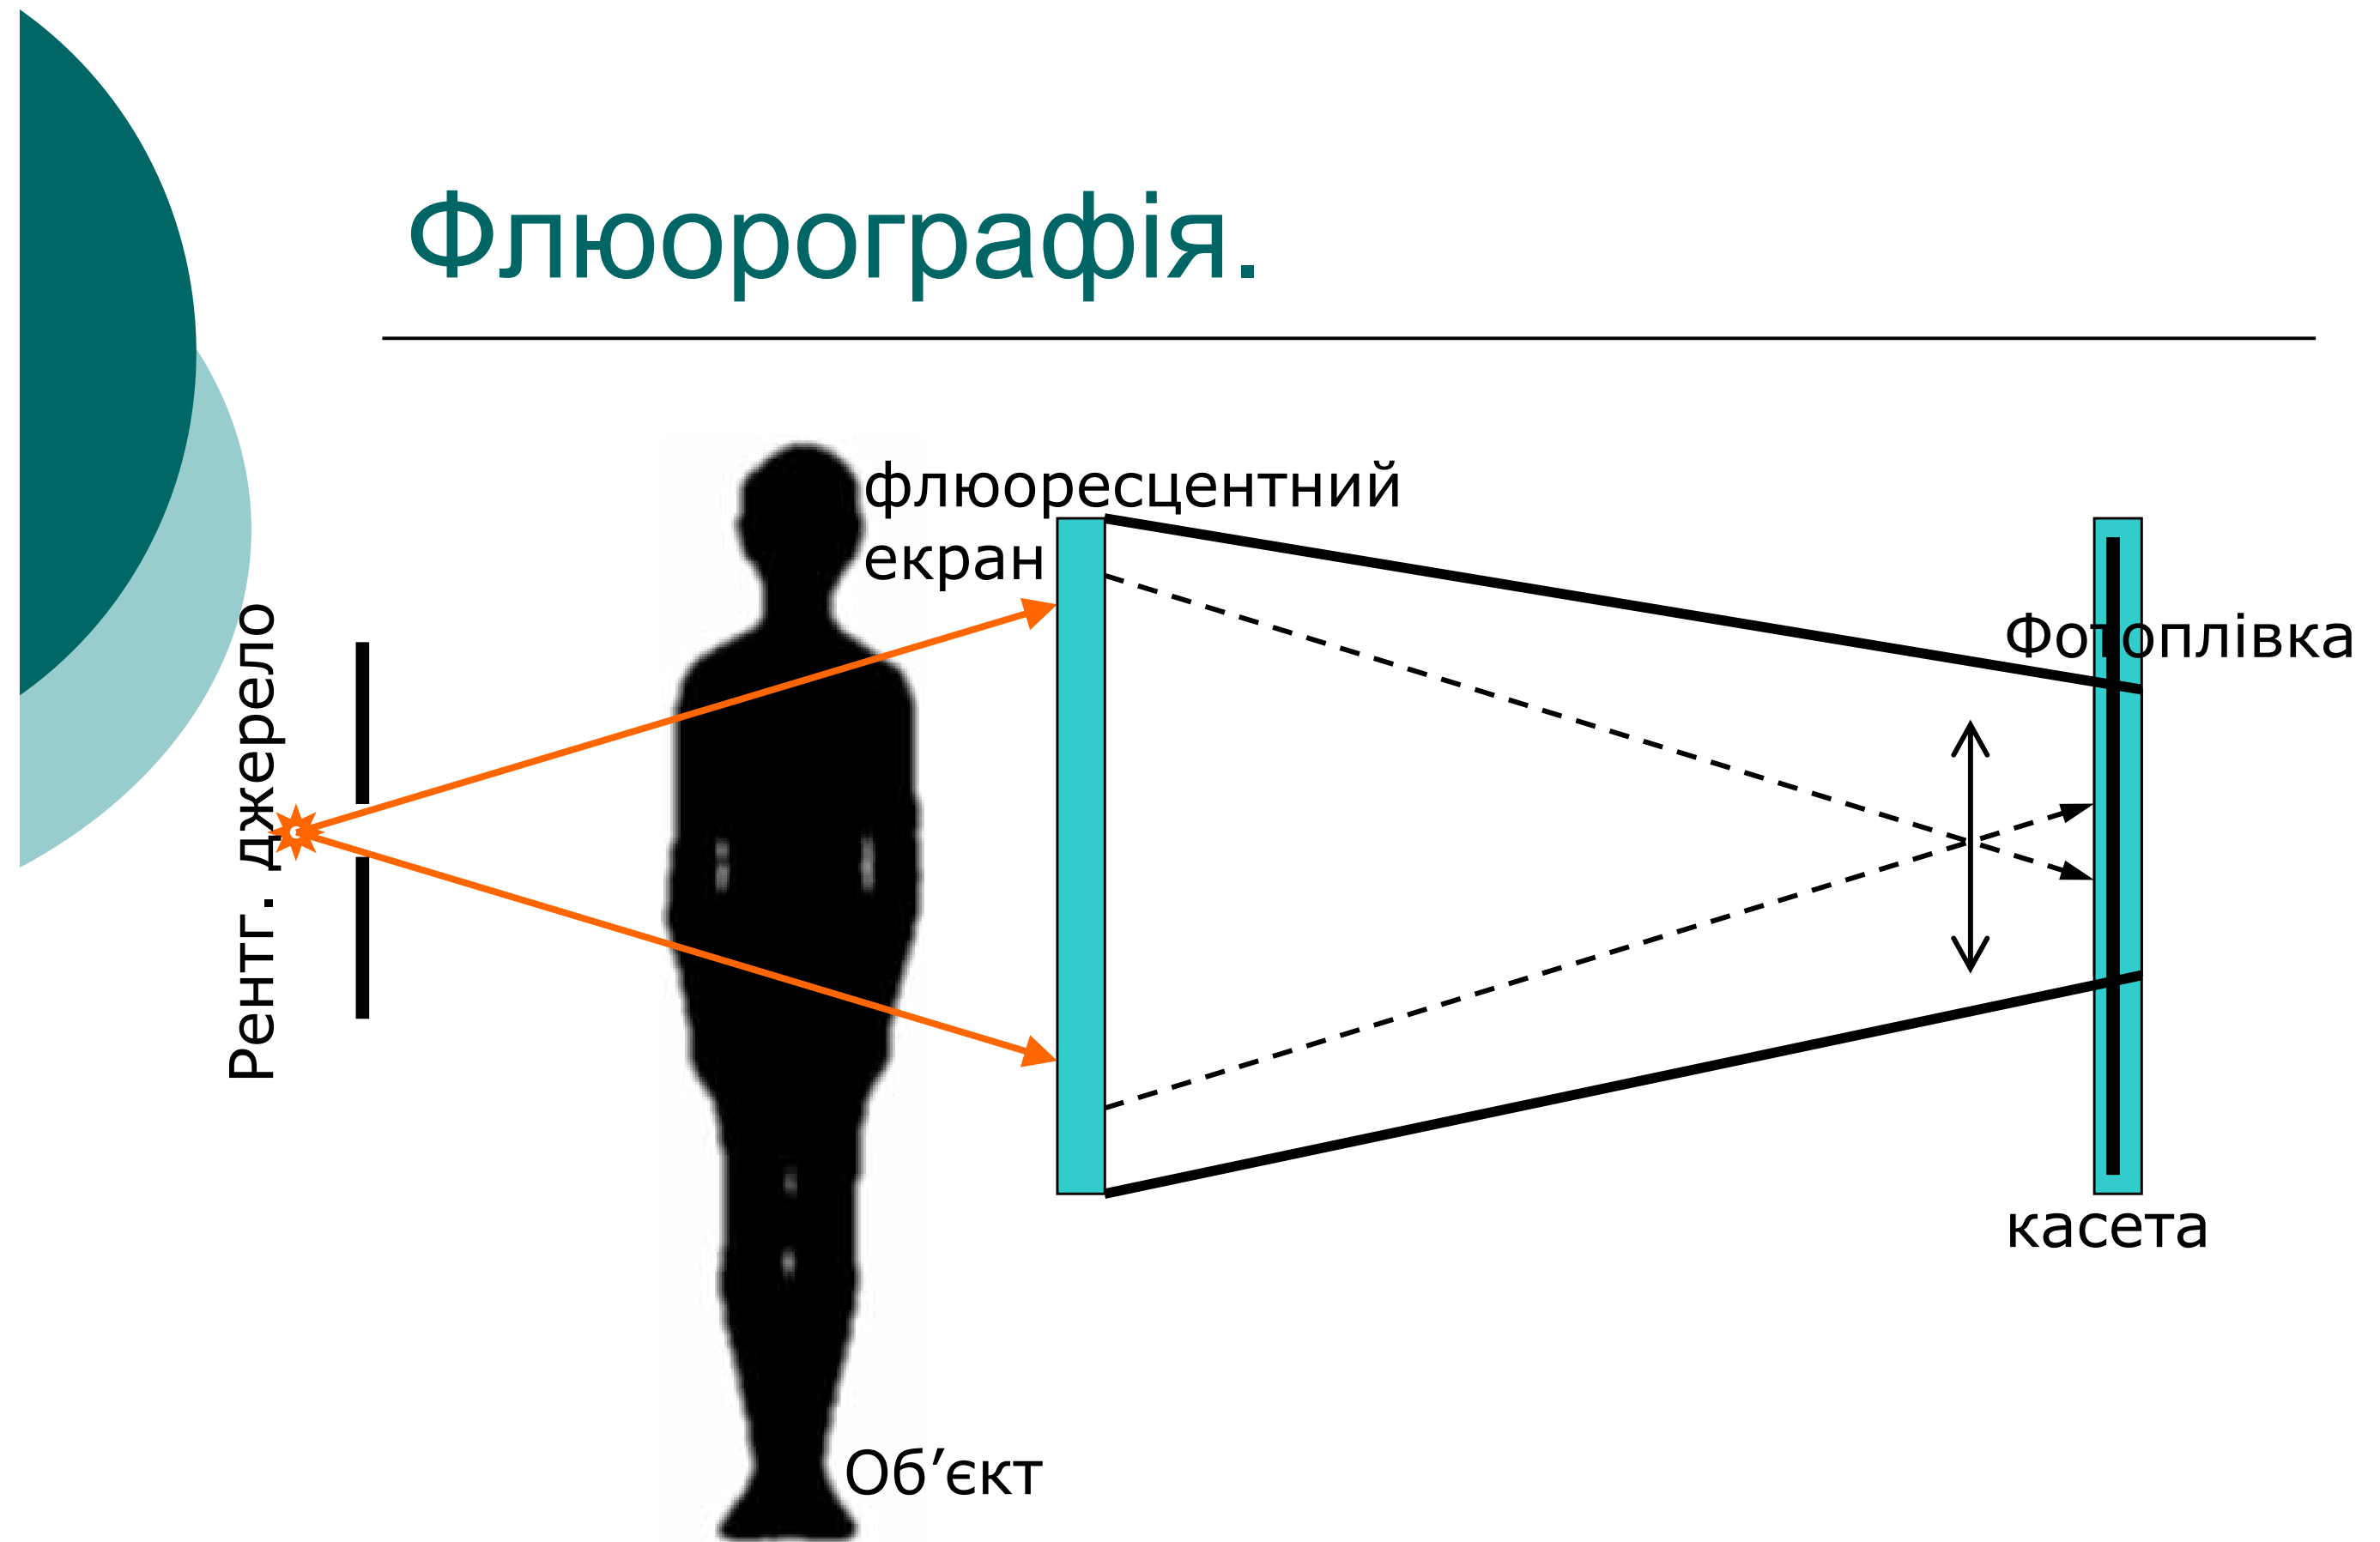 Флюорографія.
флюоресцентний
екран
Фотоплівка
Рентг. джерело
касета
Об’єкт